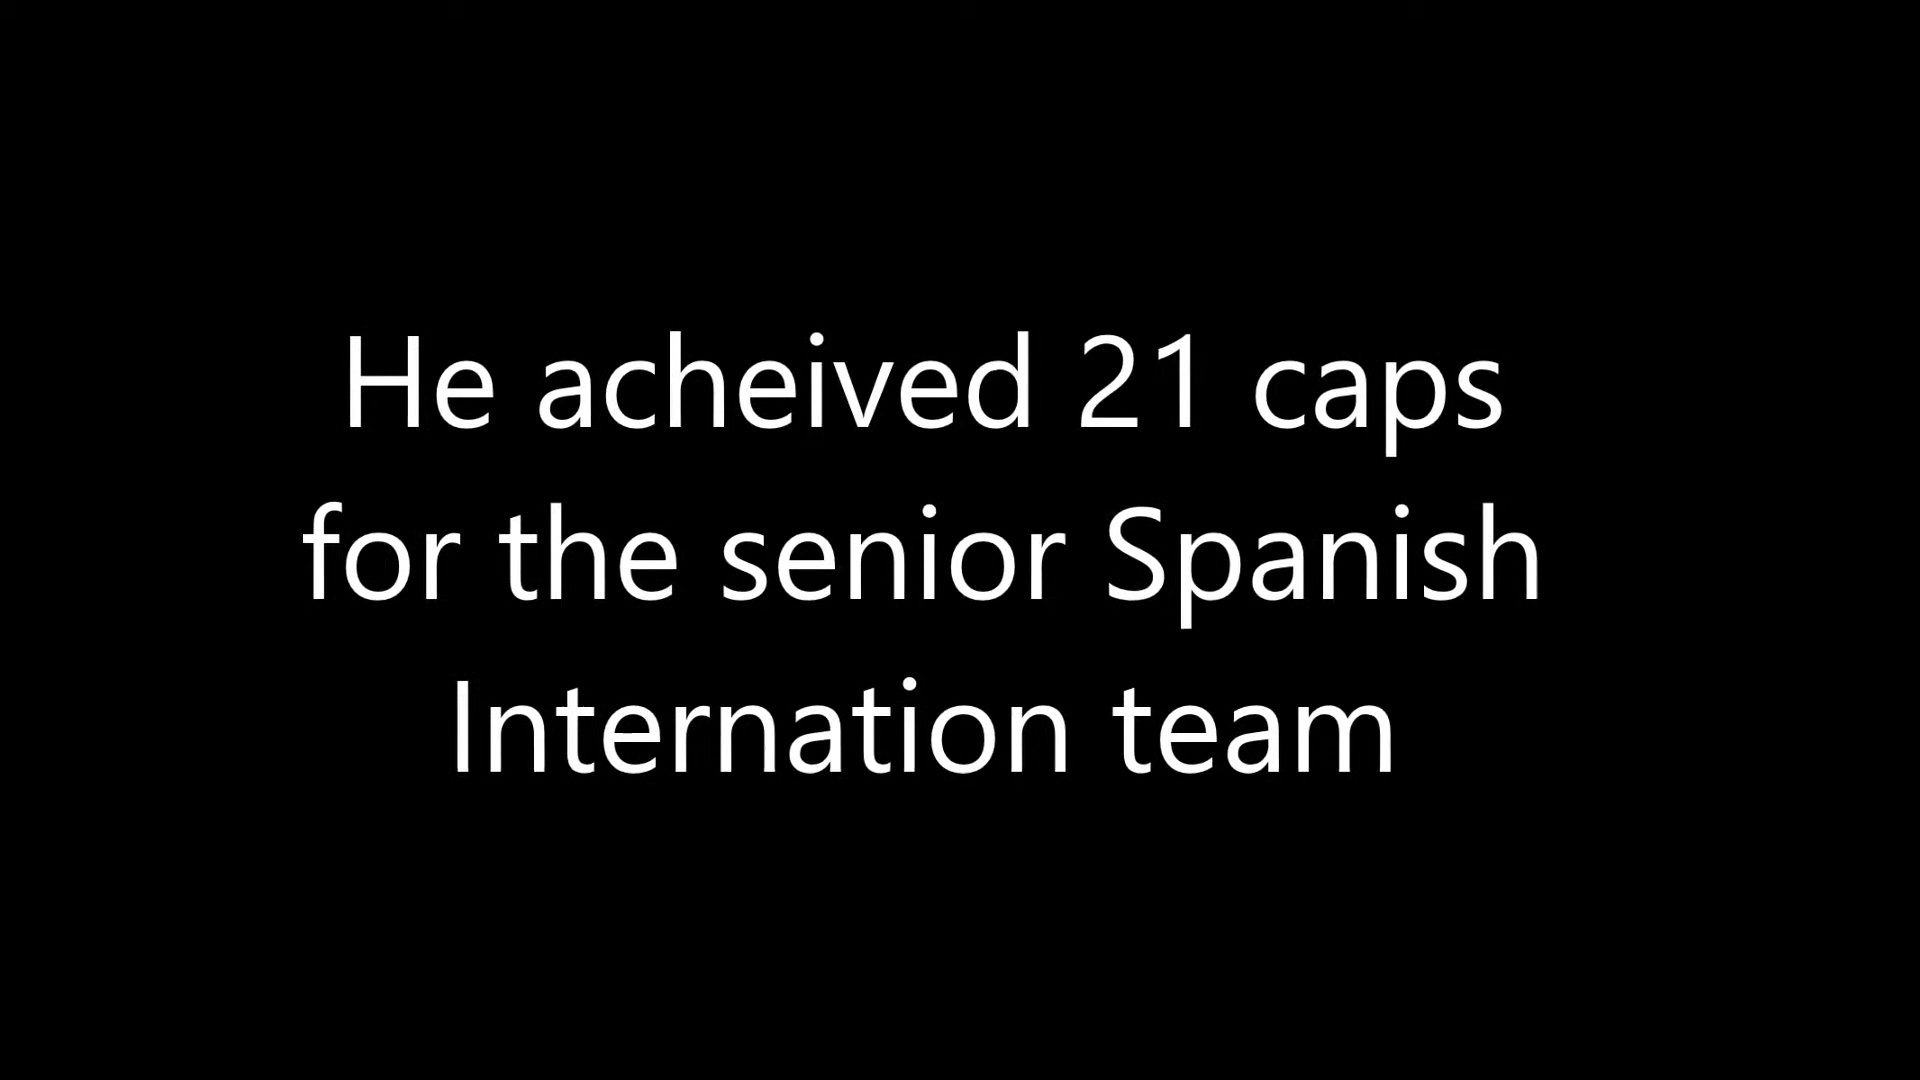 He acheived 21 caps
for the senior Spanish
Internation team